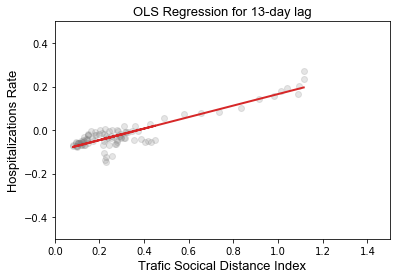 OLS Regression for 13-day lag
Hospitalizations Rate
0.4
0.2
0.0
−0.2
−0.4
0.0 0.2 0.4 0.6 0.8 1.0 1.2 1.4
Trafic Socical Distance Index